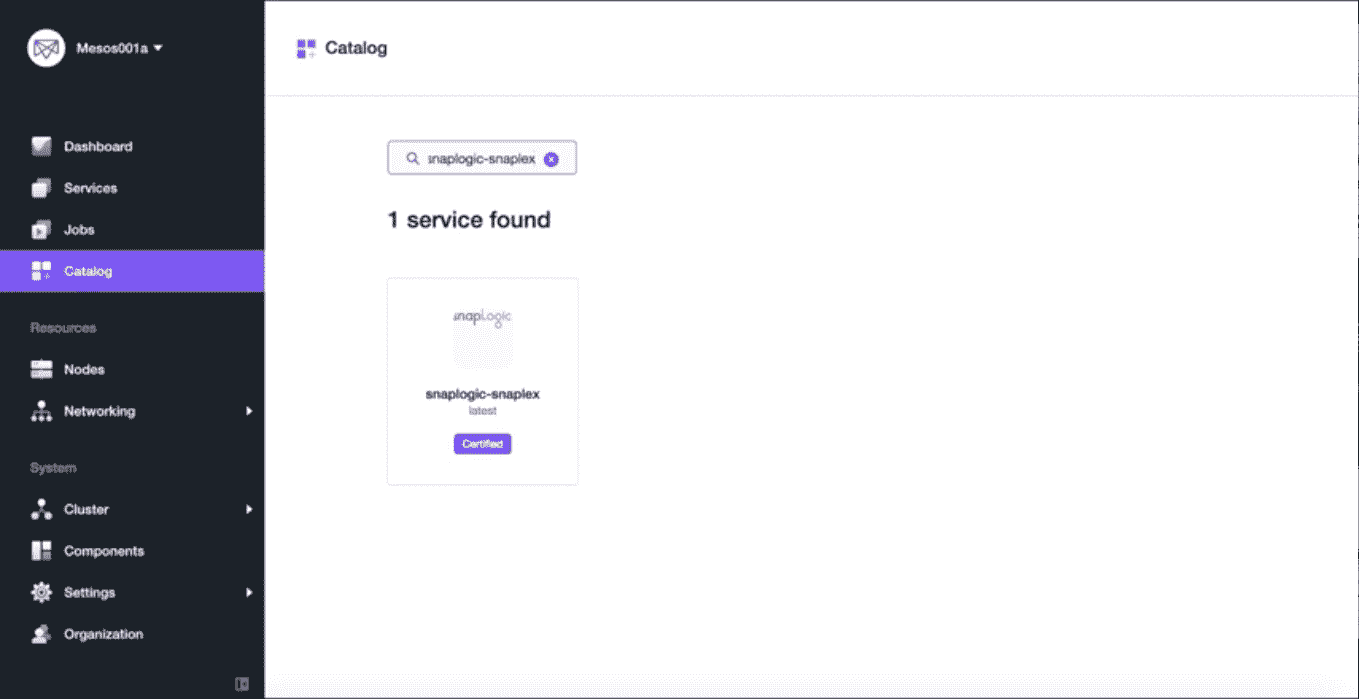 Mesos001a
Dashboard
Services
Jobs
Catalog
Resources
Nodes
Networking
System
Cluster
Components
Settings
Organization
Catalog
snaplogic-snaplex
1 service found
snapLogic
snaplogic-snaplex
latest
Certified